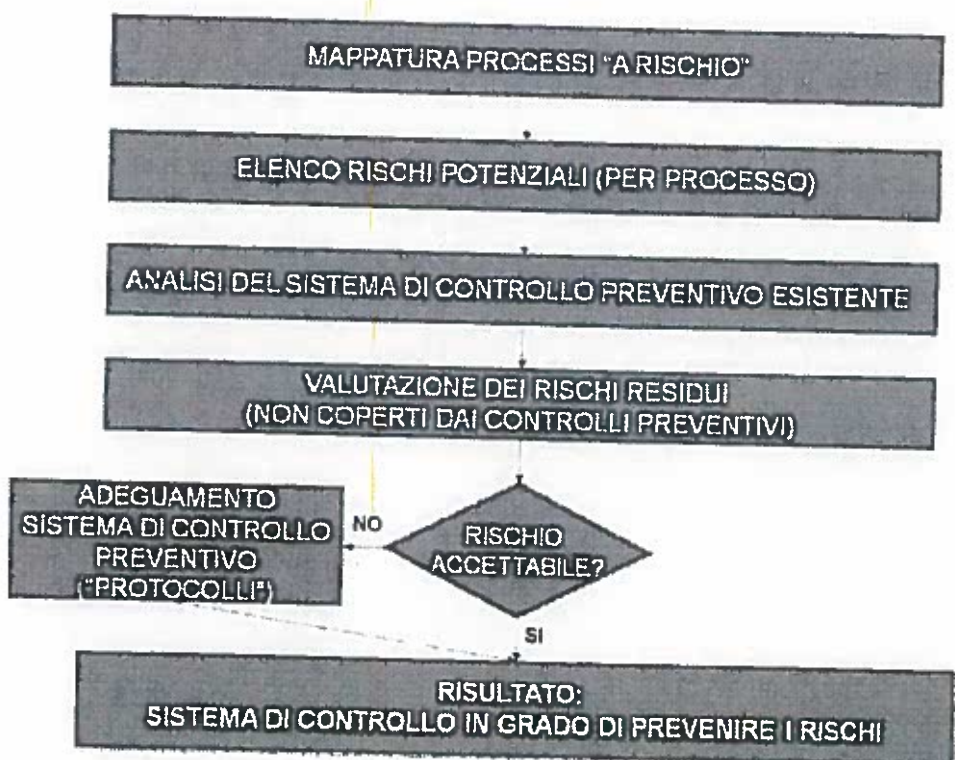 MAPPATURA PROCESSI "A RISCHIO"
ELENCO RISCHI POTENZIALI (PER PROCESSO)
ANALISI DEL SISTEMA DI CONTROLLO PREVENTIVO ESISTENTE
VALUTAZIONE DEI RISCHI RESIDUI
(NON COPERTI DAI CONTROLLI PREVENTIVI)
ADEGUAMENTO
SISTEMA DI CONTROLLO
PREVENTIVO
("PROTOCOLLI")
NO
RISCHIO
ACCETTABILE?
SI
RISULTATO:
SISTEMA DI CONTROLLO IN GRADO DI PREVENIRE I RISCHI